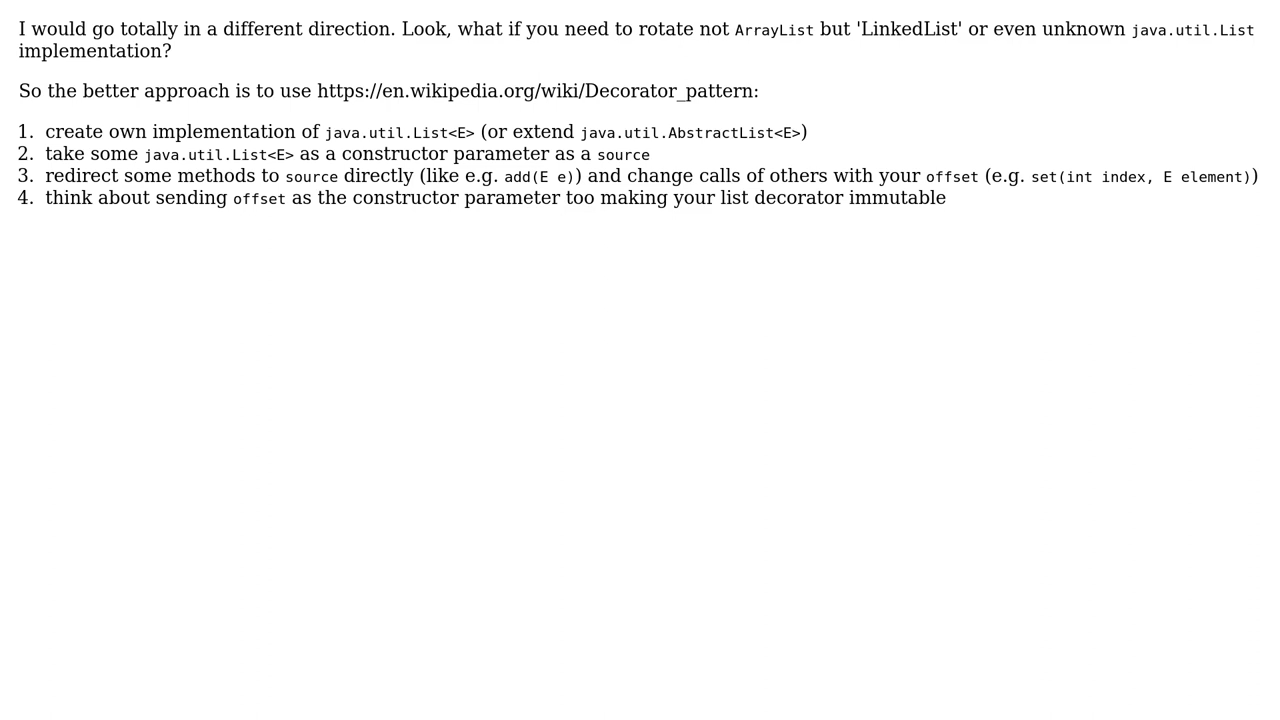 I would go totally in a different direction. Look, what if you need to rotate not ArrayList but 'LinkedList' or even unknown java.util.List
implementation?
So the better approach is to use https://en.wikipedia.org/wiki/Decorator_pattern:
1. create own implementation of java.util.List<E> (or extend java.util.AbstractList<E>)
2. take some java.util.List<E> as a constructor parameter as a source
3. redirect some methods to source directly (like e.g. add(E e)) and change calls of others with your offset (e.g. set(int index, E element))
4. think about sending offset as the constructor parameter too making your list decorator immutable